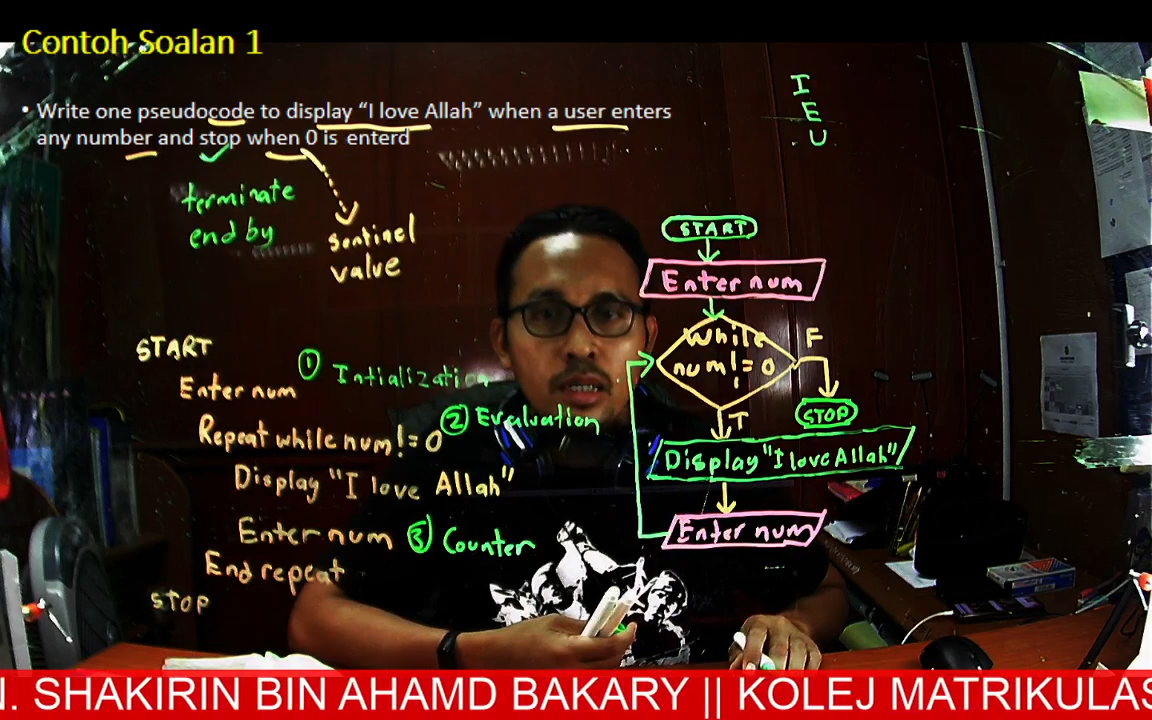 Contoh Soalan 1
• Write one pseudocode to display “I love Allah” when a user enters
any number and stop when 0 is enterd
I
E
U
terminate
end by
sentinel
value
START
Enter num
① Intialization
Repeat while num!=0
② Evaluation
Display "I love Allah"
Enter num
③ Counter
End repeat
STOP
START
Enter num
While
num!=0
F
STOP
T
Display "I love Allah"
Enter num
N. SHAKIRIN BIN AHAMD BAKARY || KOLEJ MATRIKULAS